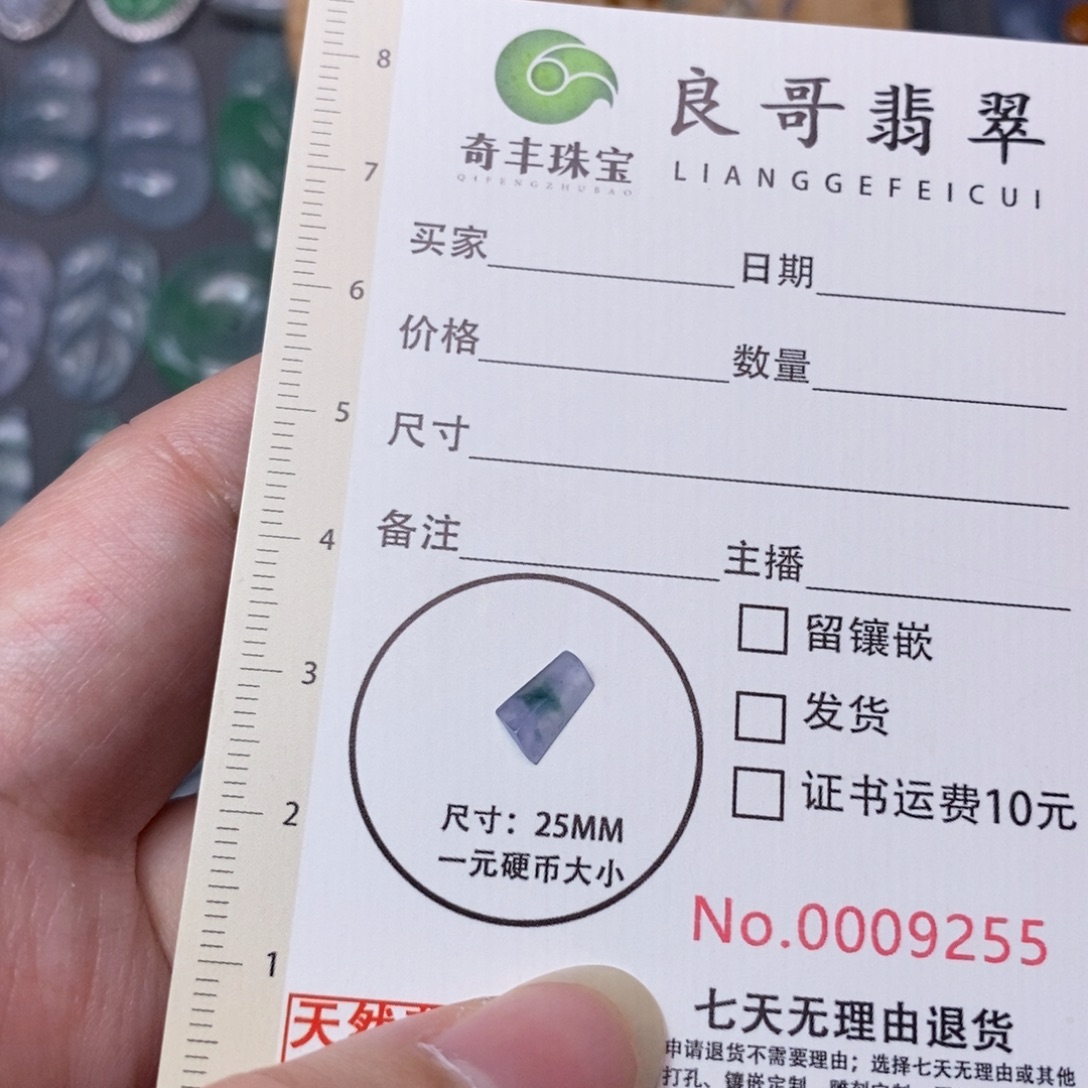 奇丰珠宝
QIFENGZHUBAO
良哥翡翠
LIANGGEFEICUI
8
7
6
5
4
3
2
1
买家 日期
价格 数量
尺寸
备注 主播
留镶嵌
发货
证书运费10元
尺寸：25MM
一元硬币大小
No.0009255
天然
七天无理由退货
申请退货不需要理由；选择七天无理由或其他
打孔、镶嵌定制、雕刻